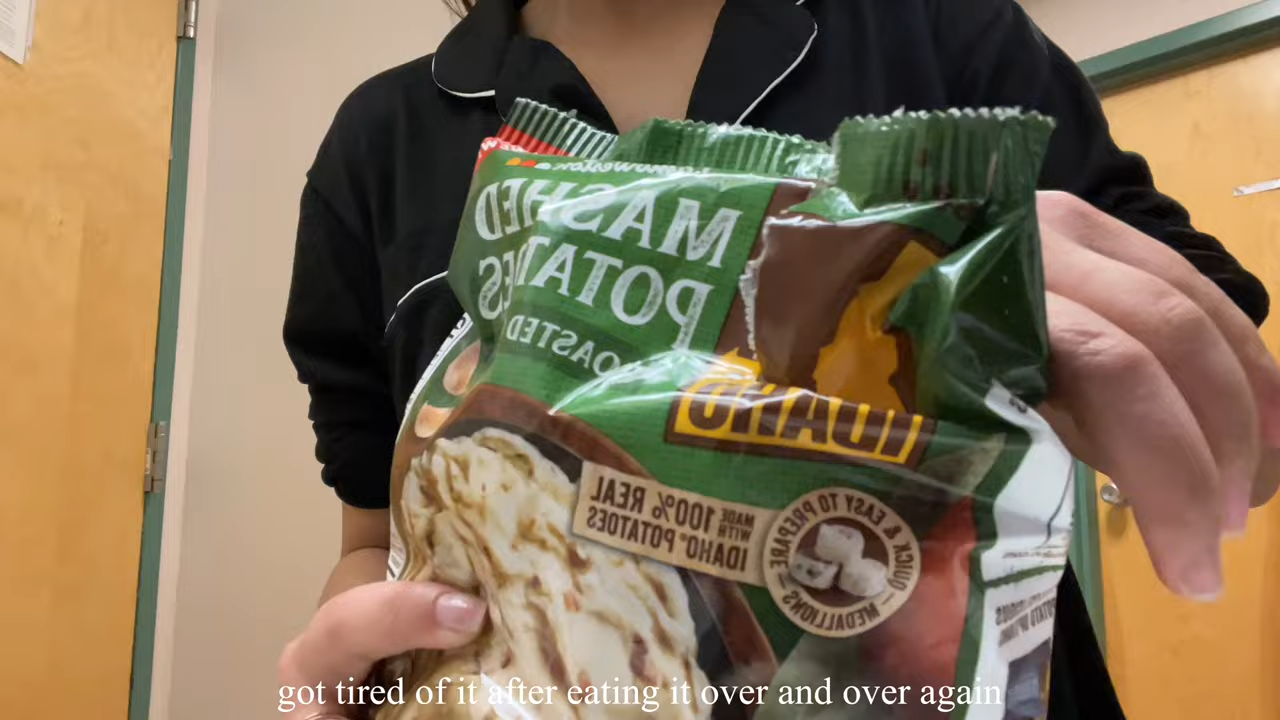 MASHED
POTATOES
ROASTED
IDAHO
MADE WITH 100% REAL
IDAHO® POTATOES
QUICK & EASY TO PREPARE
MEDALLIONS
got tired of it after eating it over and over again